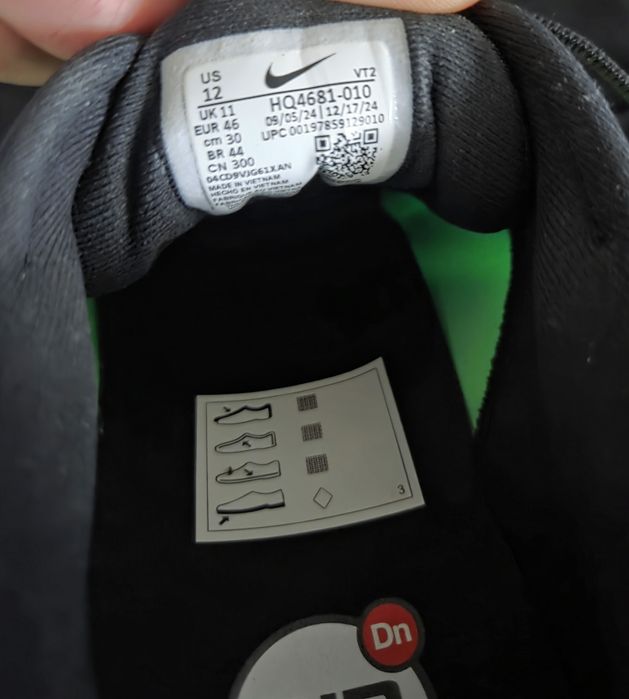 US
12
VT2
HQ4681-010
09/05/24 | 12/17/24
UPC 00197859129010
UK 11
EUR 46
cm 30
BR 44
CN 300
04CD9VJG61XAN
MADE IN VIETNAM
HECHO EN VIETNAM
3
Dn